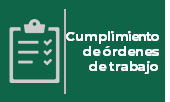 Cumplimiento
de órdenes
de trabajo